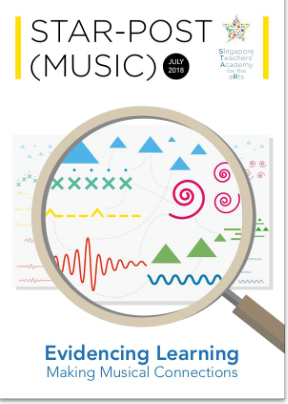 STAR-POST
(MUSIC)
JULY
2018
Singapore
Teachers'
Academy
for the
aRts
Evidencing Learning
Making Musical Connections